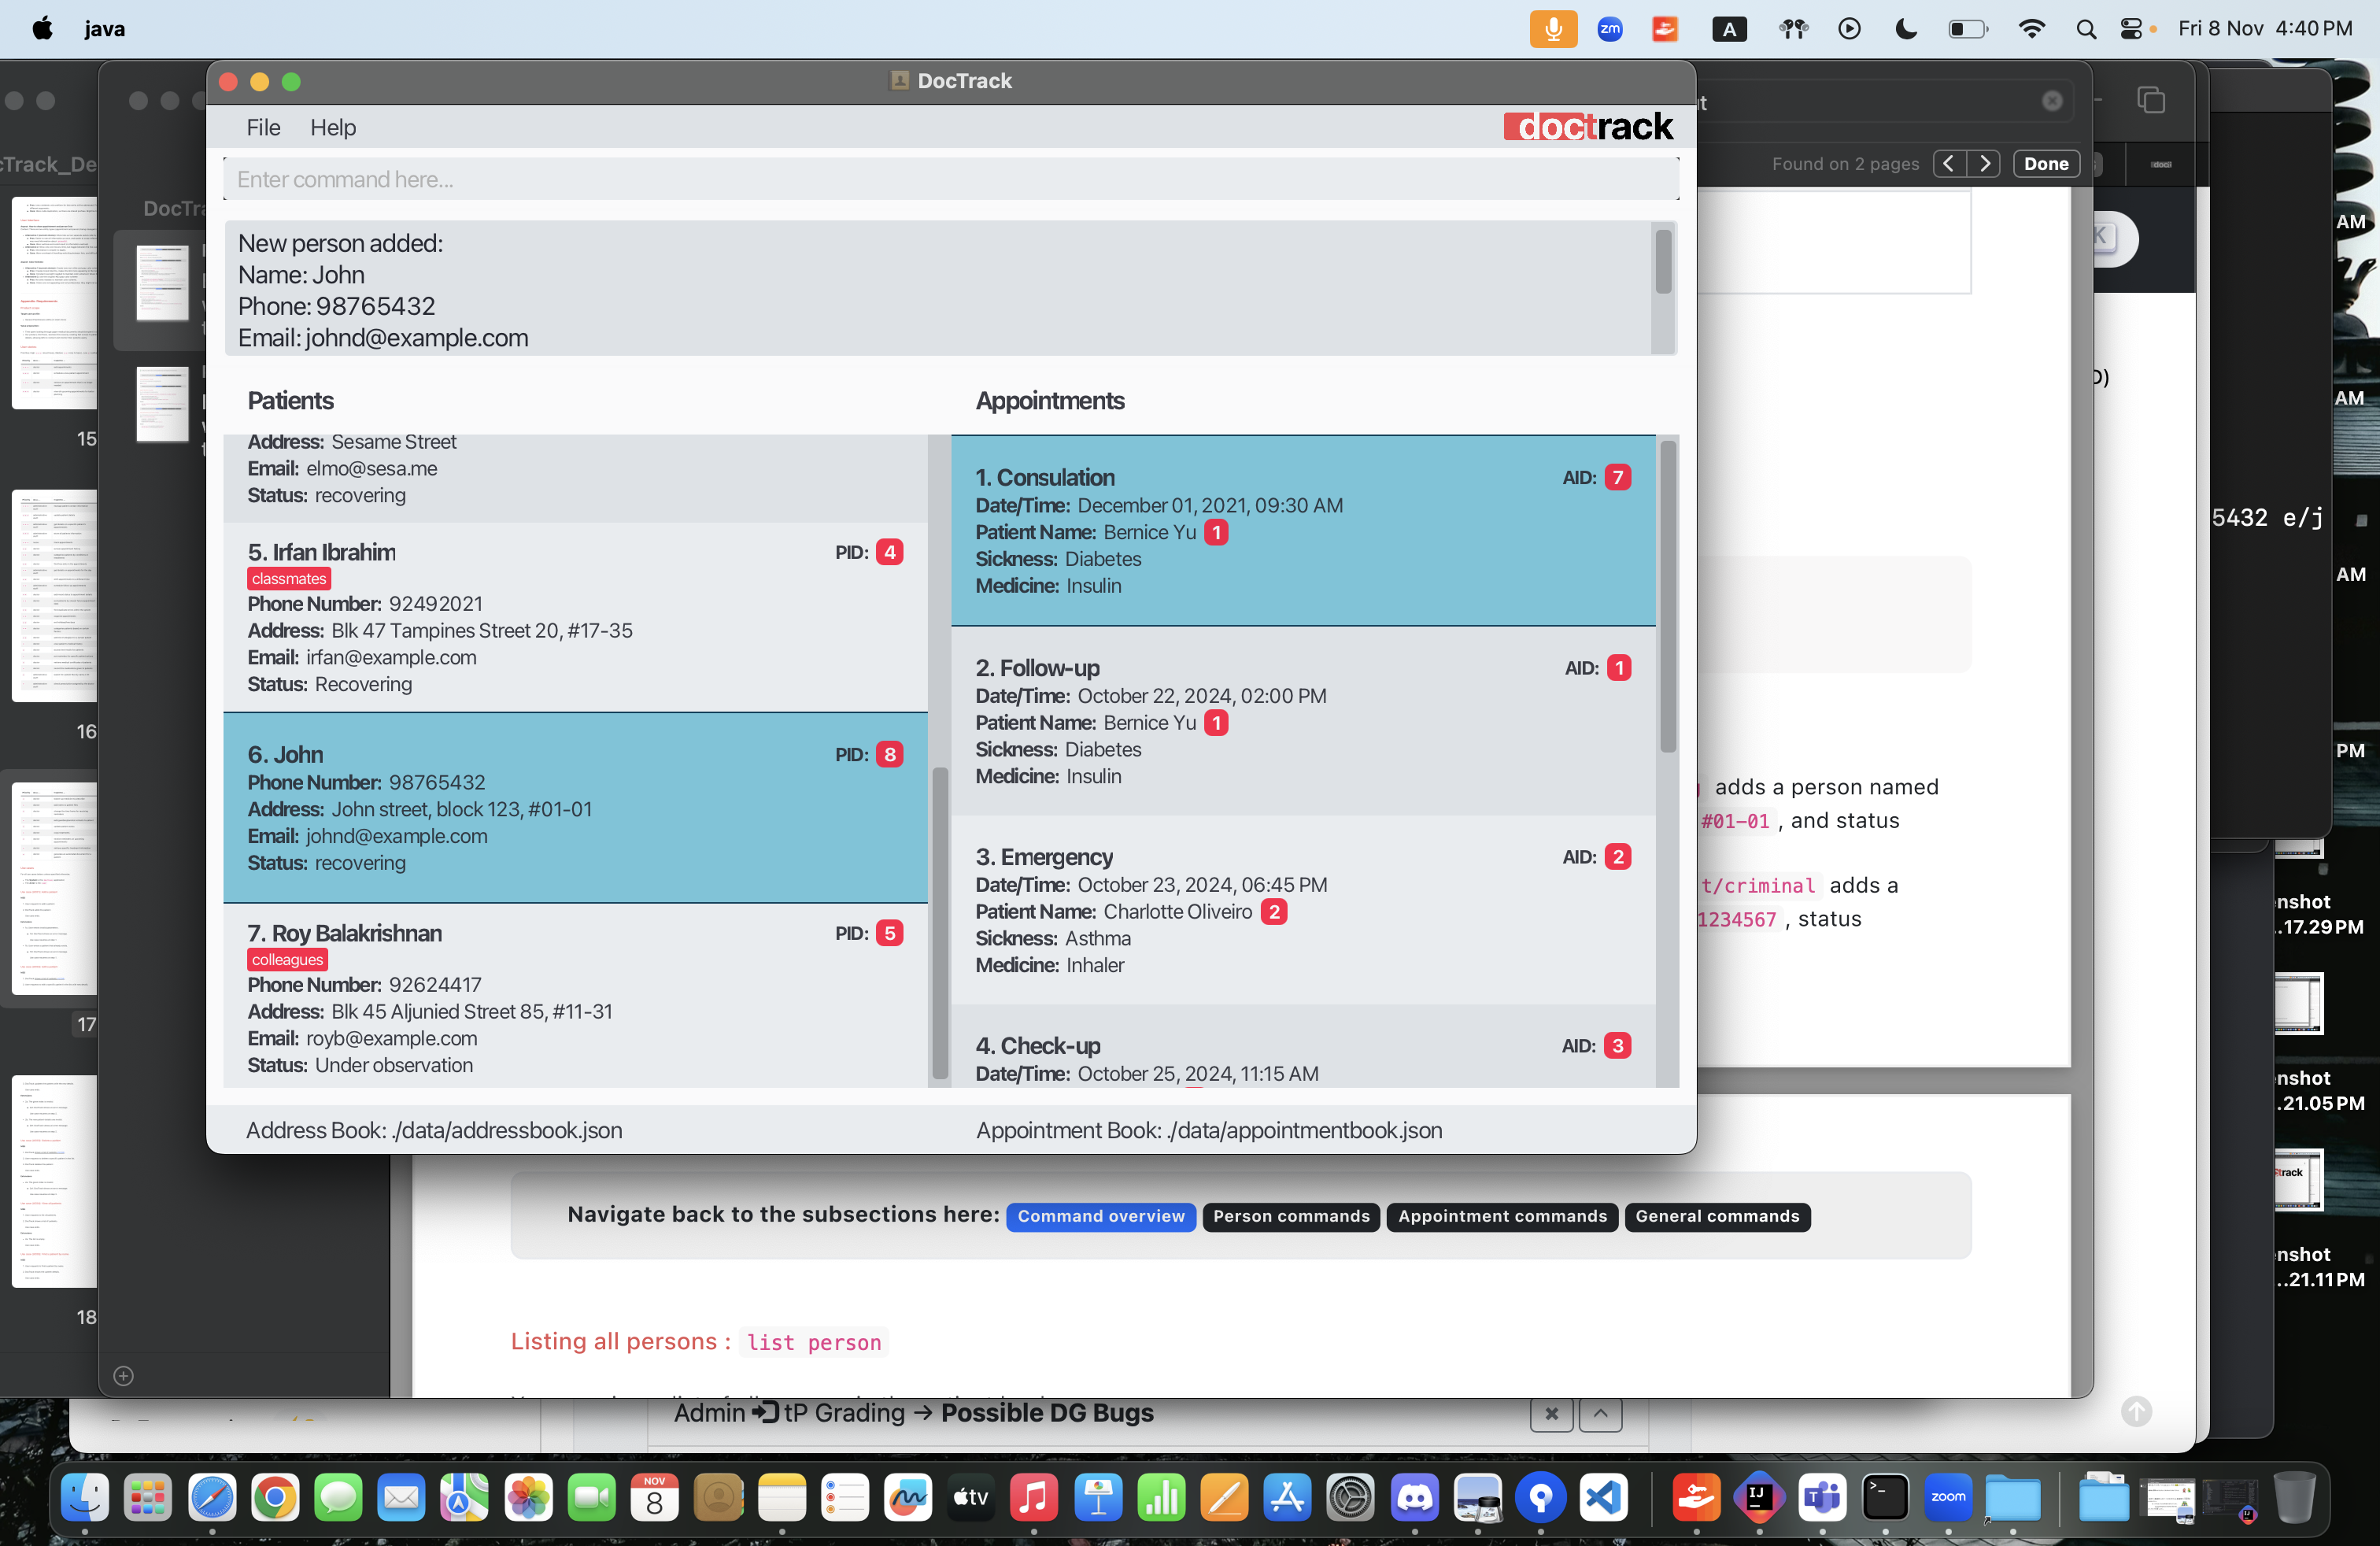 java
A
zm
Fri 8 Nov 4:40 PM
DocTrack
File Help
doctrack
Enter command here...
New person added:
Name: John
Phone: 98765432
Email: johnd@example.com
Patients
Address: Sesame Street
Email: elmo@sesa.me
Status: recovering
5. Irfan Ibrahim PID: 4
classmates
Phone Number: 92492021
Address: Blk 47 Tampines Street 20, #17-35
Email: irfan@example.com
Status: Recovering
6. John PID: 8
Phone Number: 98765432
Address: John street, block 123, #01-01
Email: johnd@example.com
Status: recovering
7. Roy Balakrishnan PID: 5
colleagues
Phone Number: 92624417
Address: Blk 45 Aljunied Street 85, #11-31
Email: royb@example.com
Status: Under observation
Appointments
1. Consulation AID: 7
Date/Time: December 01, 2021, 09:30 AM
Patient Name: Bernice Yu 1
Sickness: Diabetes
Medicine: Insulin
2. Follow-up AID: 1
Date/Time: October 22, 2024, 02:00 PM
Patient Name: Bernice Yu 1
Sickness: Diabetes
Medicine: Insulin
3. Emergency AID: 2
Date/Time: October 23, 2024, 06:45 PM
Patient Name: Charlotte Oliveiro 2
Sickness: Asthma
Medicine: Inhaler
4. Check-up AID: 3
Date/Time: October 25, 2024, 11:15 AM
Address Book: ./data/addressbook.json
Appointment Book: ./data/appointmentbook.json
cTrack_De
DocTra
15
16
17
18
Found on 2 pages
Done
K
5432 e/j
adds a person named
#01-01 , and status
t/criminal adds a
1234567 , status
AM
AM
AM
PM
nshot
..17.29 PM
nshot
.21.05 PM
track
nshot
..21.11 PM
Navigate back to the subsections here: Command overview Person commands Appointment commands General commands
Listing all persons : list person
Admin tP Grading → Possible DG Bugs
NOV
8
tv
IJ
zoom